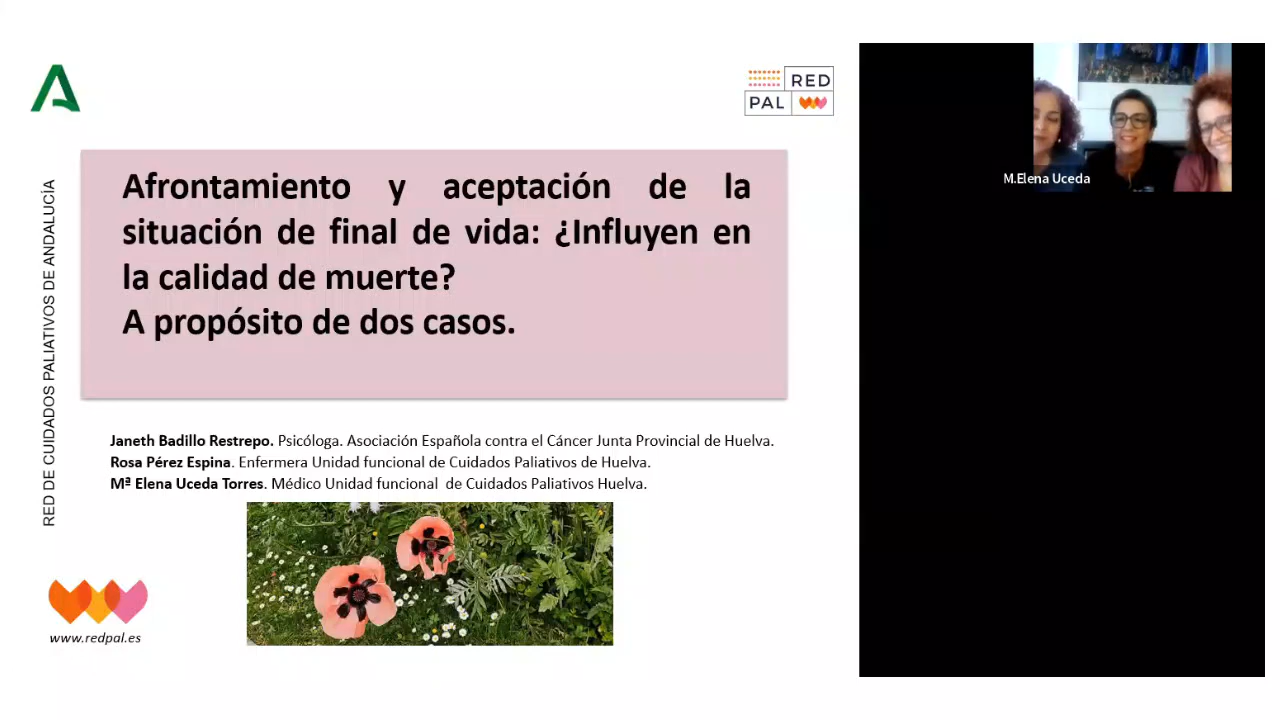 RED
PAL
RED DE CUIDADOS PALIATIVOS DE ANDALUCÍA
Afrontamiento y aceptación de la
situación de final de vida: ¿Influyen en
la calidad de muerte?
A propósito de dos casos.
Janeth Badillo Restrepo. Psicóloga. Asociación Española contra el Cáncer Junta Provincial de Huelva.
Rosa Pérez Espina. Enfermera Unidad funcional de Cuidados Paliativos de Huelva.
Mª Elena Uceda Torres. Médico Unidad funcional de Cuidados Paliativos Huelva.
www.redpal.es
M.Elena Uceda